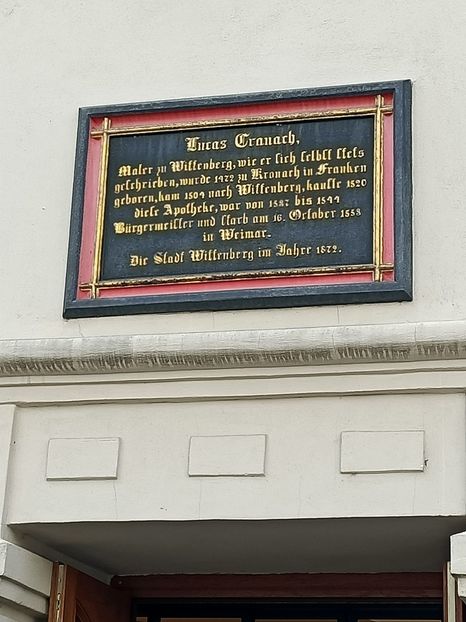 Lucas Cranach,
Maler zu Wittenberg, wie er sich selbst stets
geschrieben, wurde 1472 zu Kronach in Franken
geboren, kam 1504 nach Wittenberg, kaufte 1520
diese Apotheke, war von 1537 bis 1544
Bürgermeister und starb am 16. October 1553
in Weimar.
Die Stadt Wittenberg im Jahre 1872.